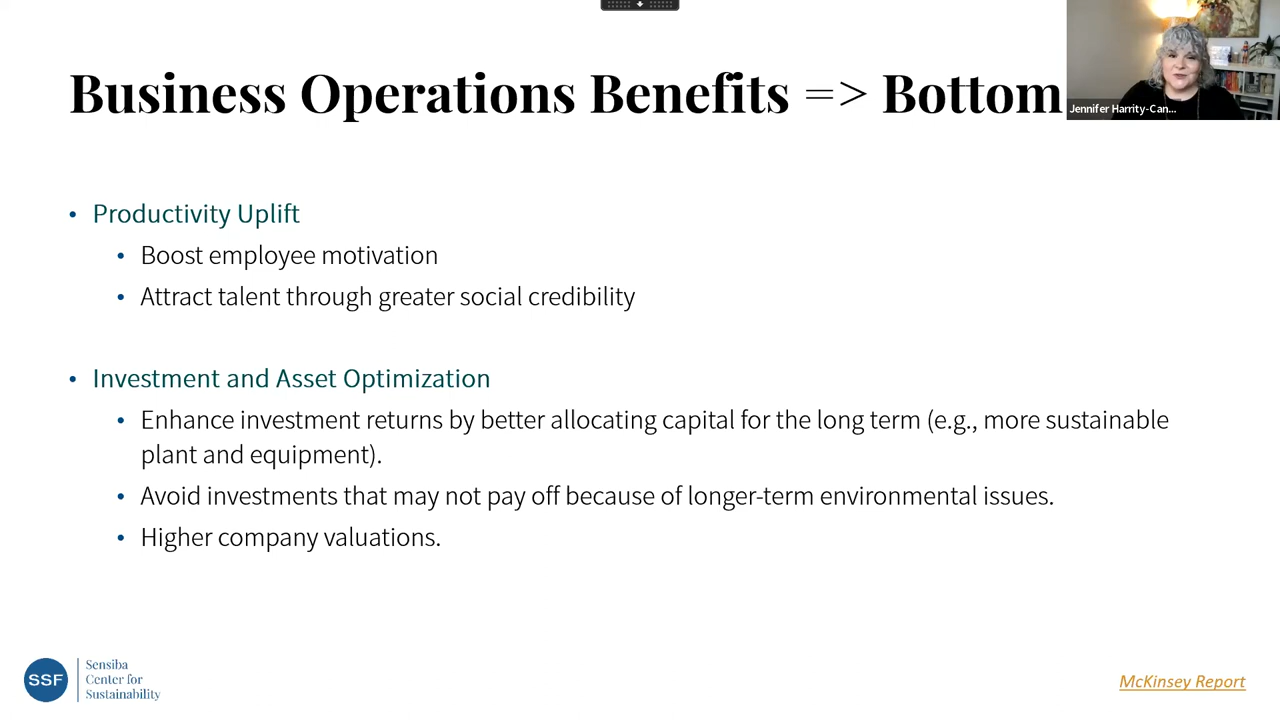 Business Operations Benefits => Bottom
Jennifer Harrity-Can...
• Productivity Uplift
• Boost employee motivation
• Attract talent through greater social credibility
• Investment and Asset Optimization
• Enhance investment returns by better allocating capital for the long term (e.g., more sustainable
plant and equipment).
• Avoid investments that may not pay off because of longer-term environmental issues.
• Higher company valuations.
SSF
Sensiba
Center for
Sustainability
McKinsey Report